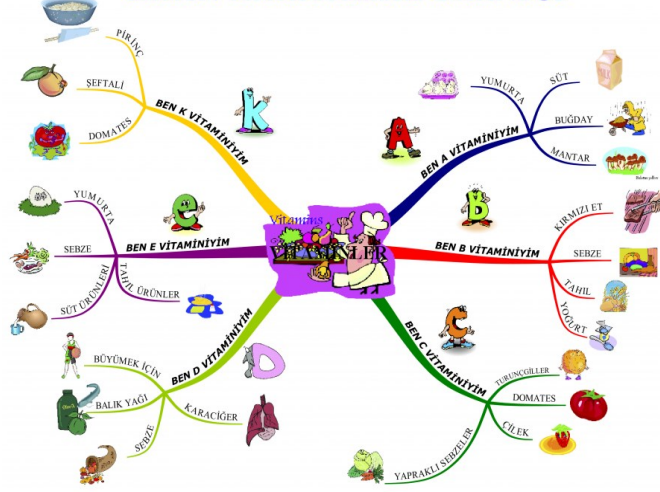 Vitamins
VİTAMİNLER
BEN A VİTAMİNİYİM
YUMURTA
SÜT
BUĞDAY
MANTAR
BEN B VİTAMİNİYİM
KIRMIZI ET
SEBZE
TAHIL
YOĞURT
BEN C VİTAMİNİYİM
TURUNÇGİLLER
DOMATES
ÇİLEK
YAPRAKLI SEBZELER
BEN D VİTAMİNİYİM
BÜYÜMEK İÇİN
BALIK YAĞI
SEBZE
KARACİĞER
BEN E VİTAMİNİYİM
YUMURTA
SEBZE
SÜT ÜRÜNLERİ
TAHIL ÜRÜNLER
BEN K VİTAMİNİYİM
PİRİNÇ
ŞEFTALİ
DOMATES
K
A
B
C
D
E